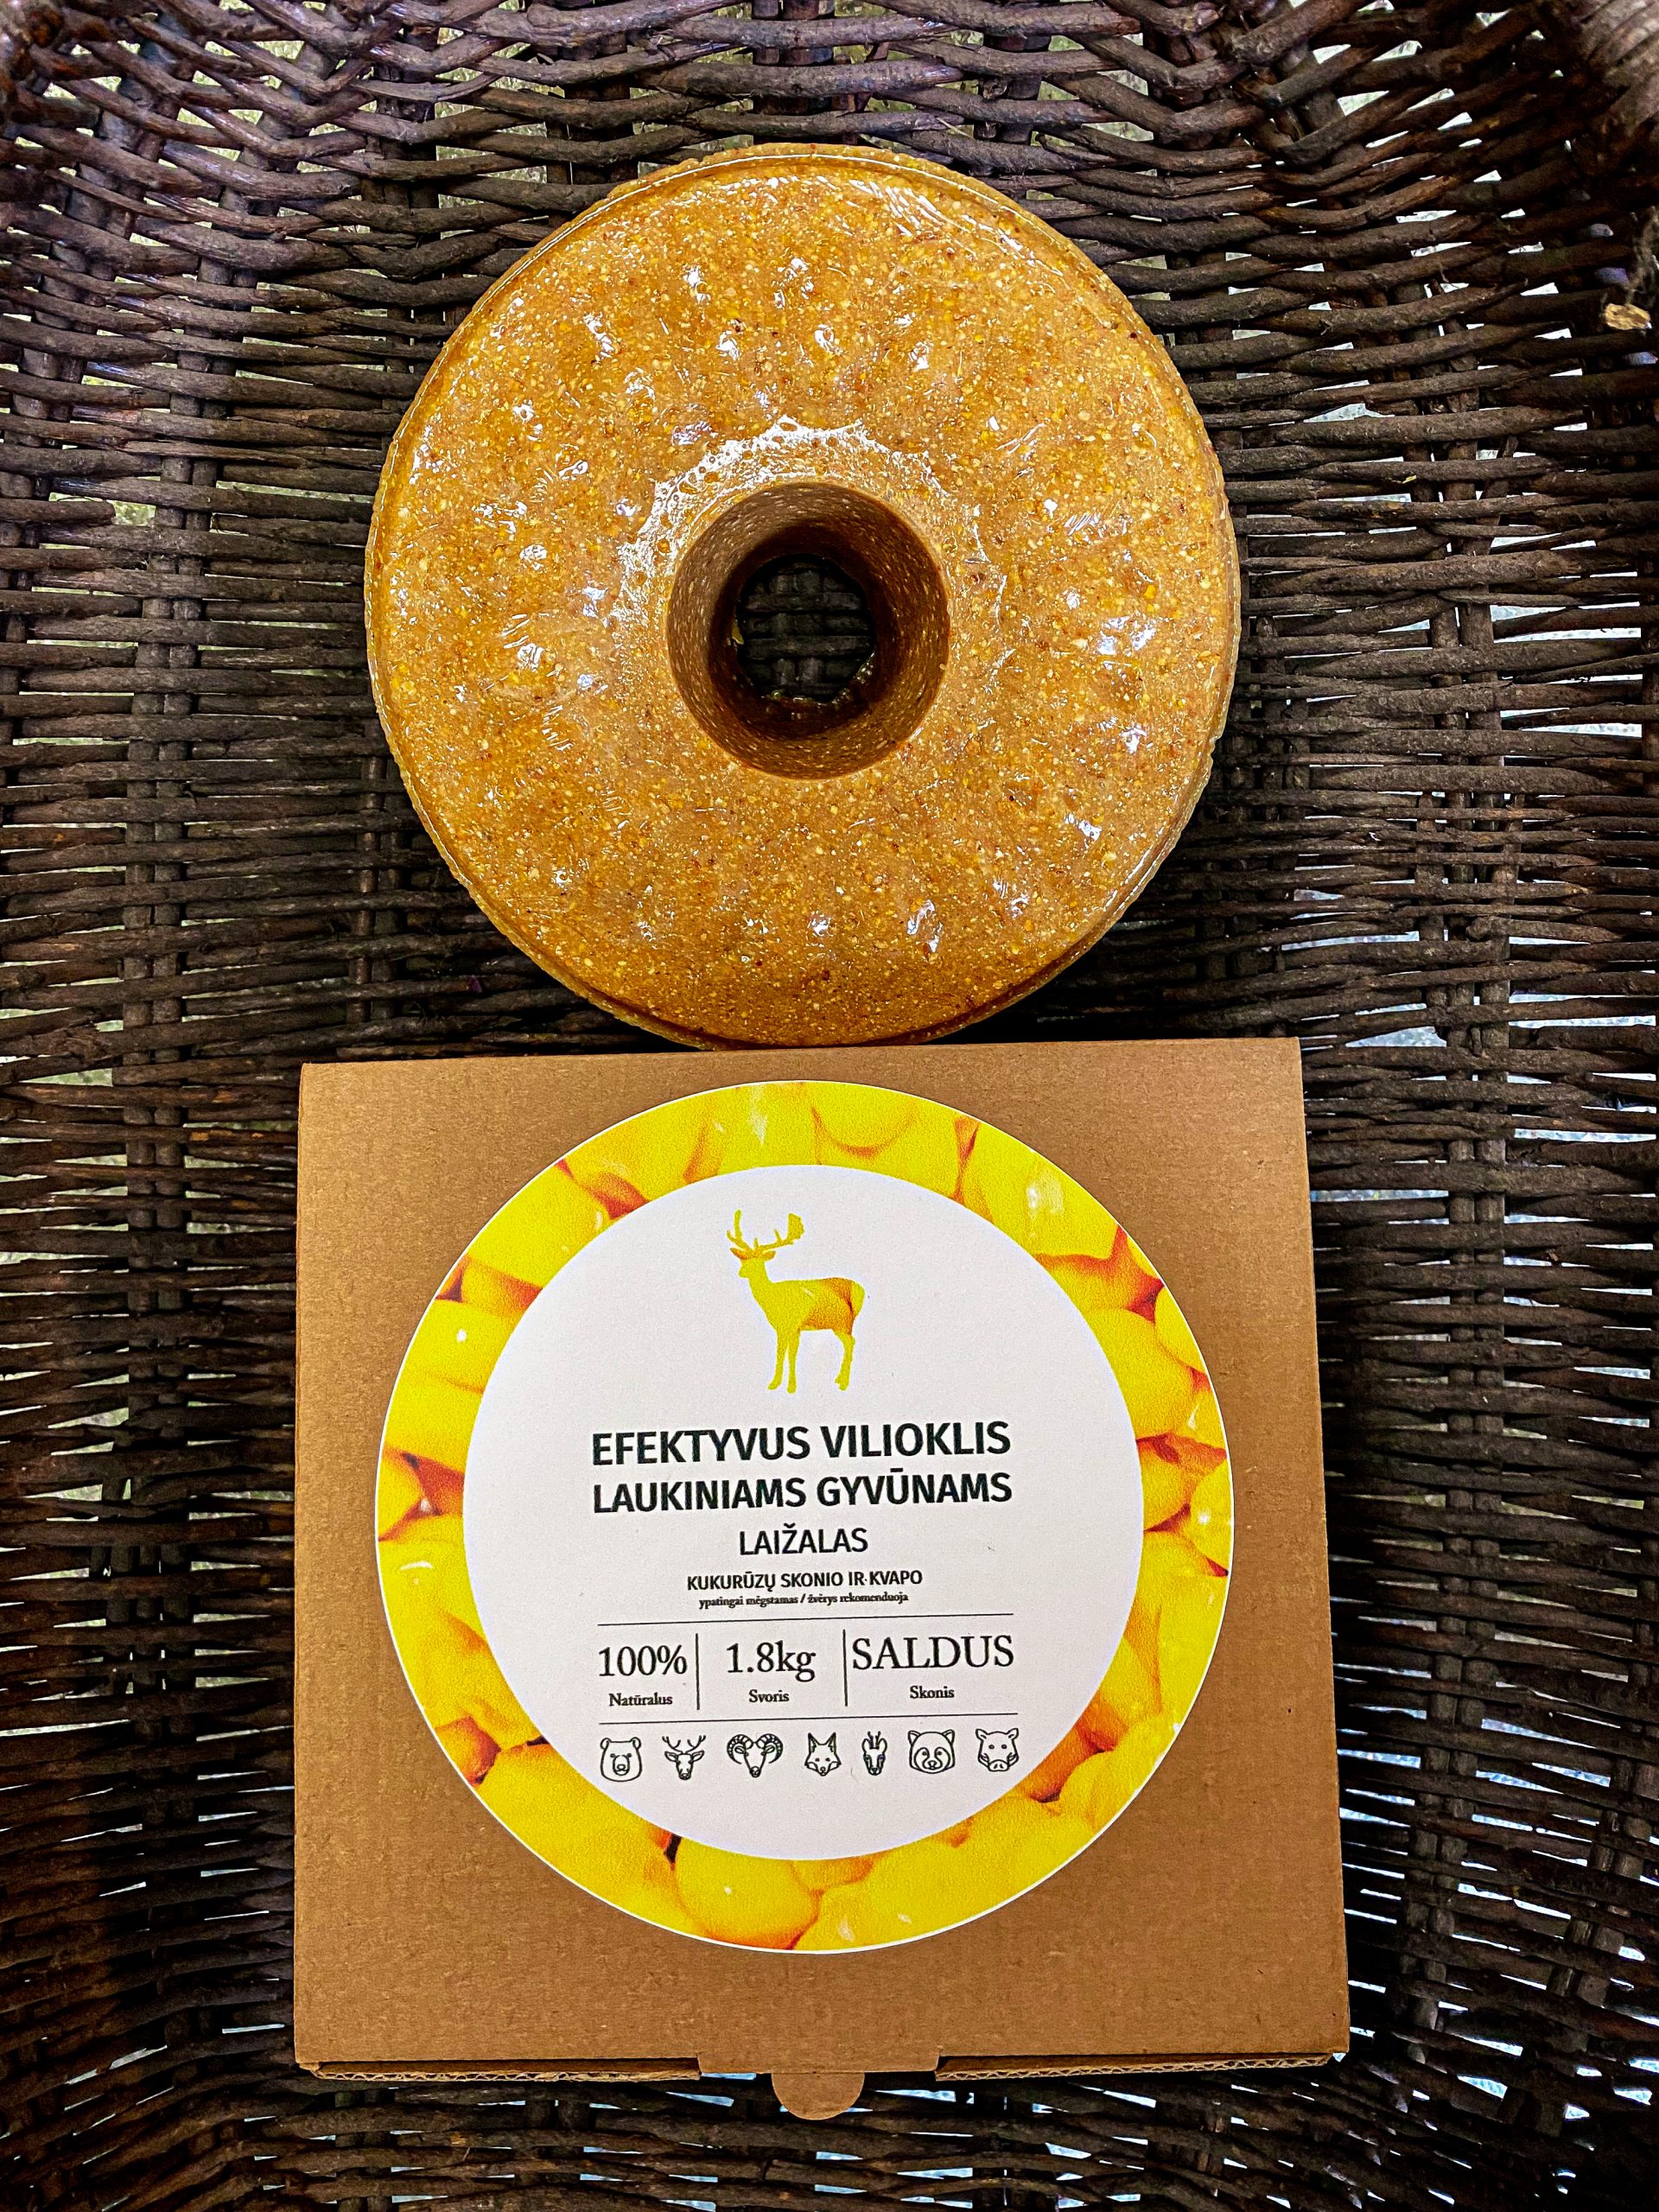 EFEKTYVUS VILIOKLIS
LAUKINIAMS GYVŪNAMS
LAIŽALAS
KUKURŪZŲ SKONIO IR KVAPO
ypatingai mėgstamas / žvėrys rekomenduoja
100% 1.8kg SALDUS
Natūralus Svoris Skonis